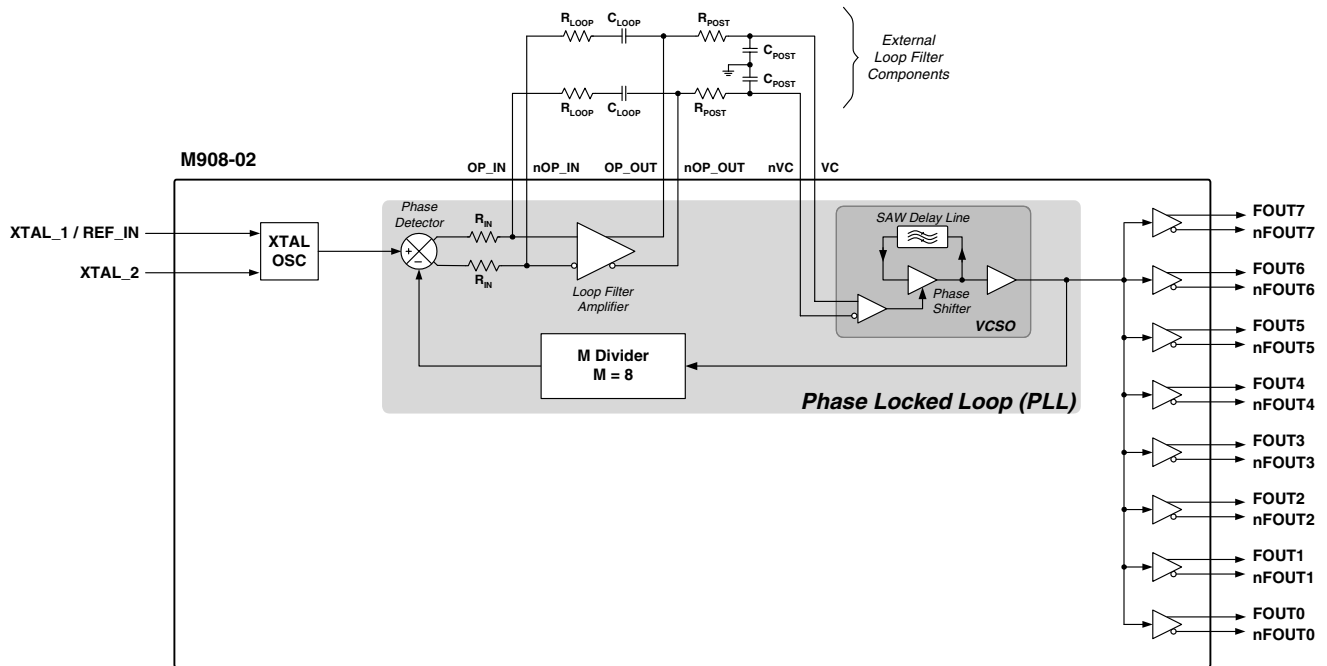 R_LOOP C_LOOP R_POST
C_POST
C_POST
R_LOOP C_LOOP R_POST
External
Loop Filter
Components
M908-02
OP_IN nOP_IN OP_OUT nOP_OUT nVC VC
Phase
Detector
R_IN
R_IN
+
−
Loop Filter
Amplifier
SAW Delay Line
Phase
Shifter
VCSO
XTAL_1 / REF_IN
XTAL_2
XTAL
OSC
M Divider
M = 8
Phase Locked Loop (PLL)
FOUT7
nFOUT7
FOUT6
nFOUT6
FOUT5
nFOUT5
FOUT4
nFOUT4
FOUT3
nFOUT3
FOUT2
nFOUT2
FOUT1
nFOUT1
FOUT0
nFOUT0